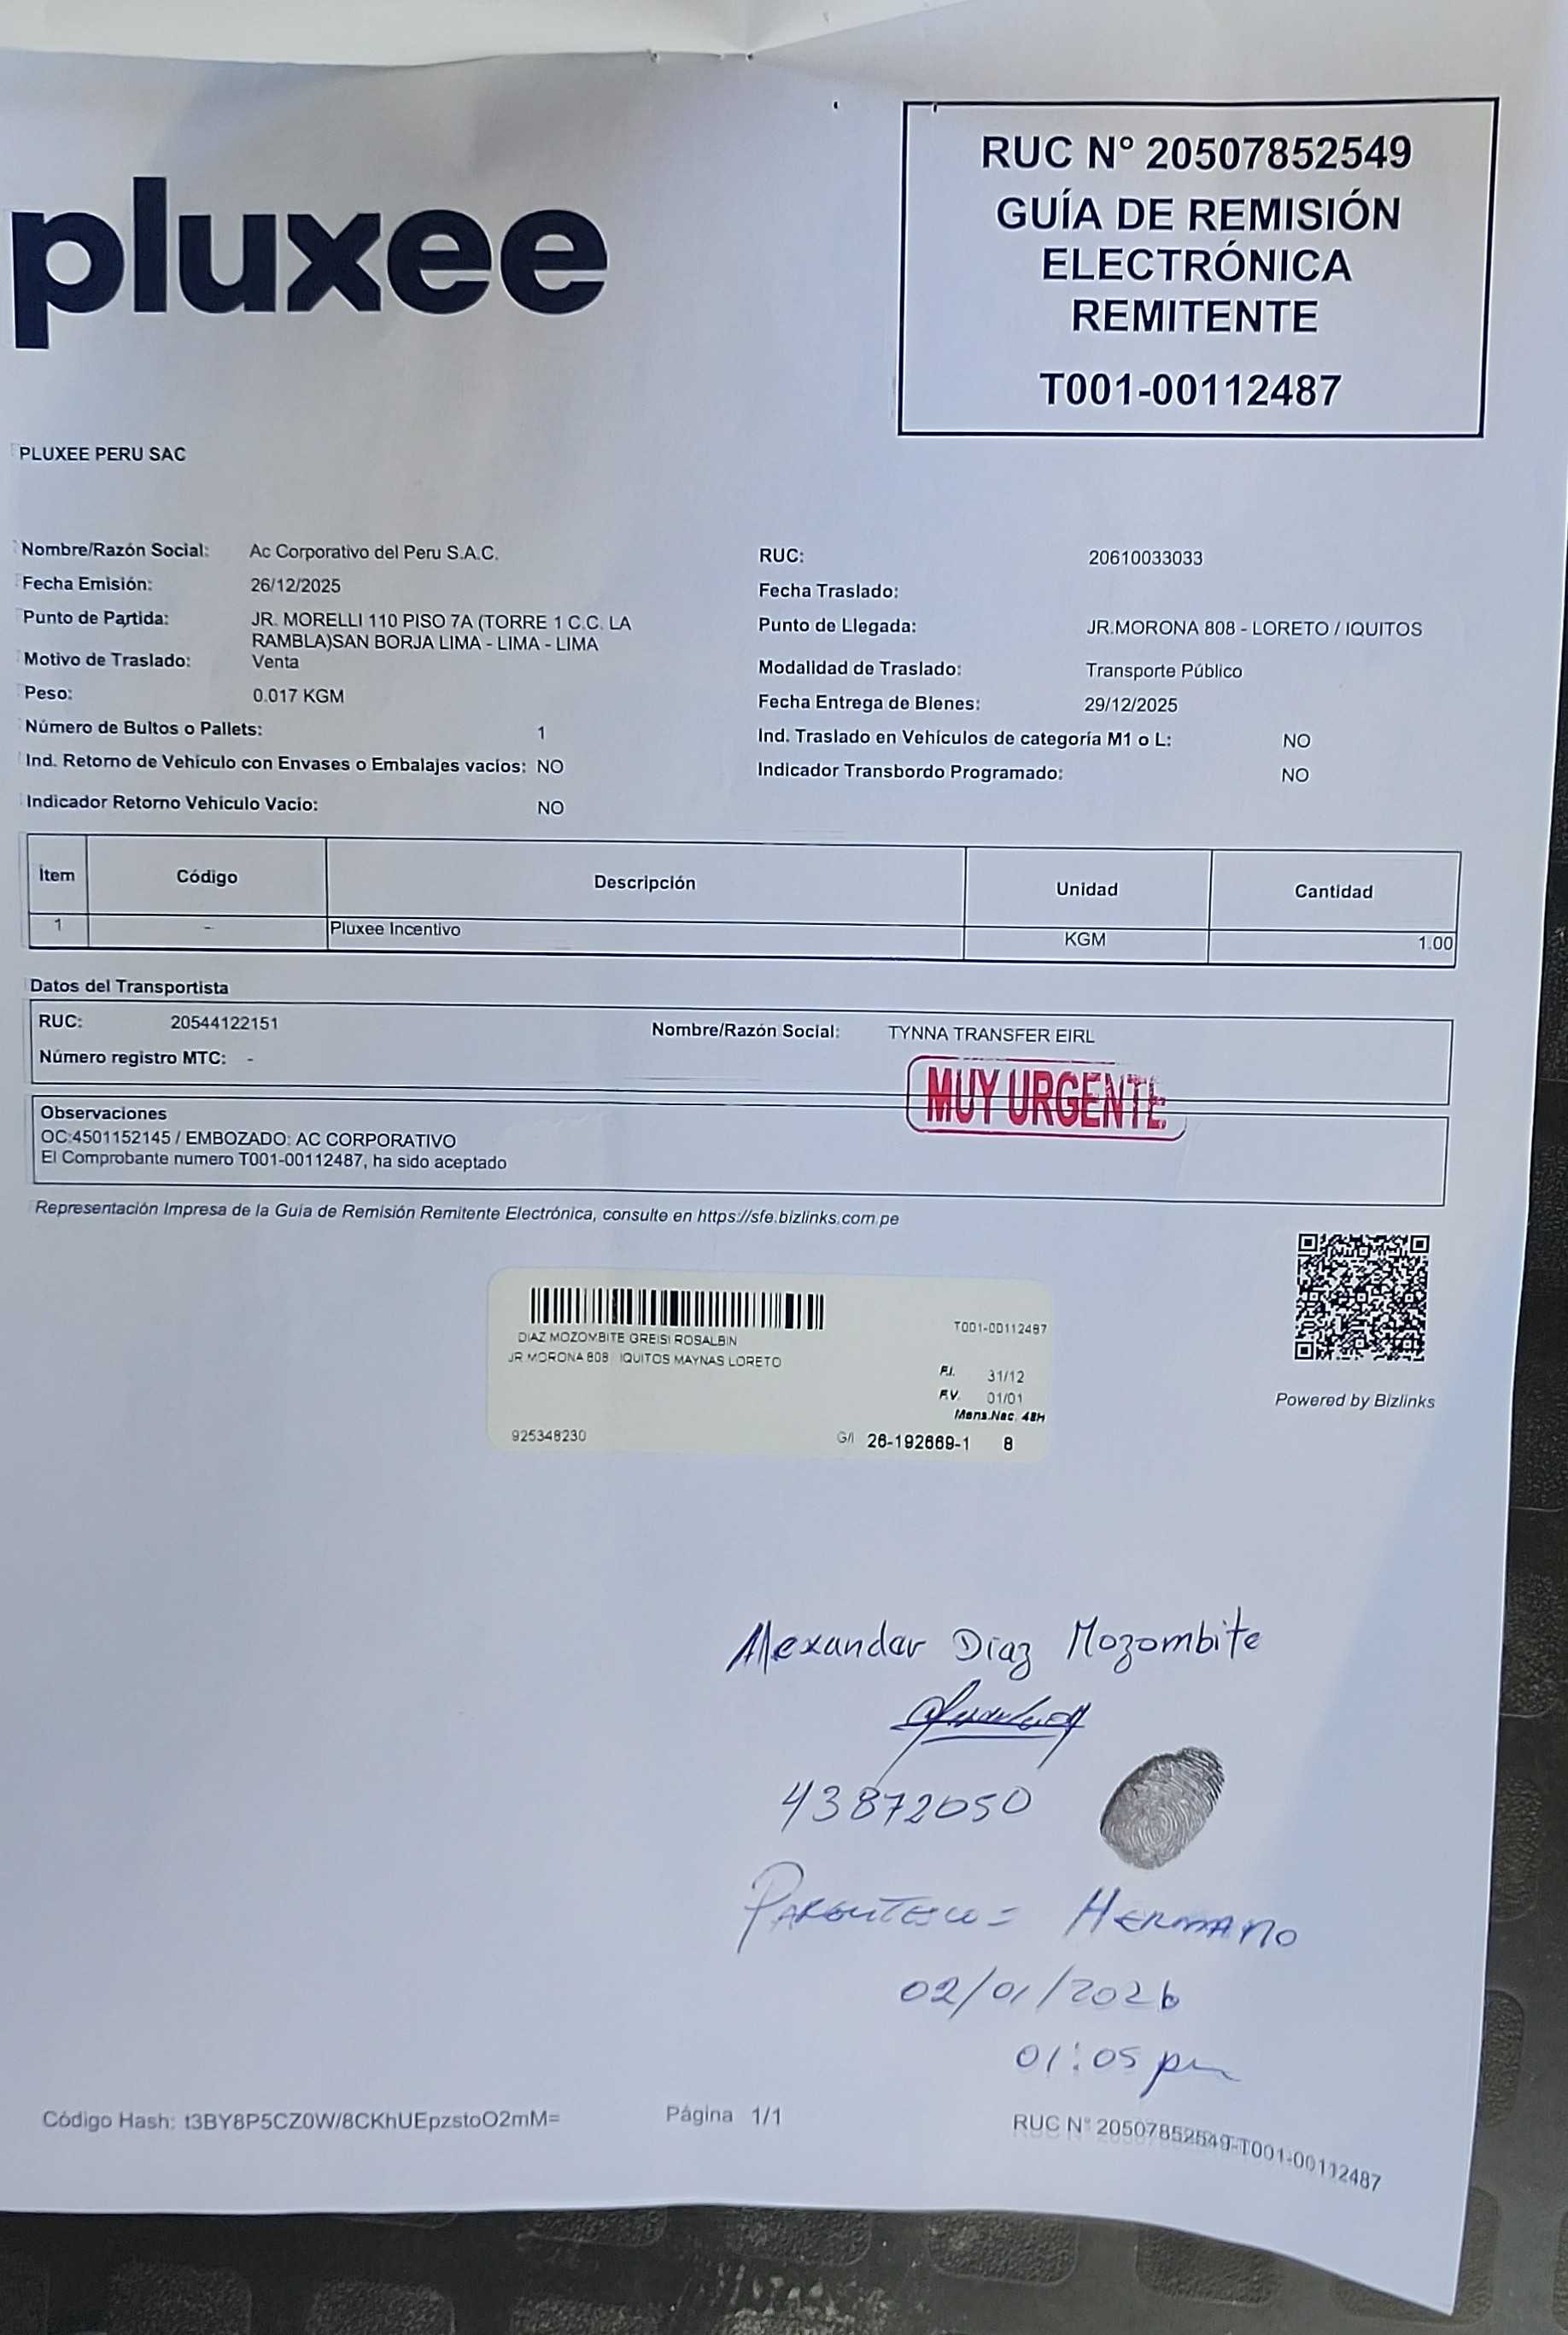 pluxee
RUC N° 20507852549
GUÍA DE REMISIÓN
ELECTRÓNICA
REMITENTE
T001-00112487
PLUXEE PERU SAC
Nombre/Razón Social: Ac Corporativo del Peru S.A.C.
RUC: 20610033033
Fecha Emisión: 26/12/2025
Fecha Traslado:
Punto de Partida: JR. MORELLI 110 PISO 7A (TORRE 1 C.C. LA
RAMBLA)SAN BORJA LIMA - LIMA - LIMA
Punto de Llegada: JR.MORONA 808 - LORETO / IQUITOS
Motivo de Traslado: Venta
Modalidad de Traslado: Transporte Público
Peso: 0.017 KGM
Fecha Entrega de Bienes: 29/12/2025
Número de Bultos o Pallets: 1
Ind. Traslado en Vehículos de categoría M1 o L: NO
Ind. Retorno de Vehículo con Envases o Embalajes vacios: NO
Indicador Transbordo Programado: NO
Indicador Retorno Vehículo Vacio: NO
Ítem Código Descripción Unidad Cantidad
1 - Pluxee Incentivo KGM 1.00
Datos del Transportista
RUC: 20544122151 Nombre/Razón Social: TYNNA TRANSFER EIRL
Número registro MTC: -
MUY URGENTE
Observaciones
OC:4501152145 / EMBOZADO: AC CORPORATIVO
El Comprobante numero T001-00112487, ha sido aceptado
Representación Impresa de la Guía de Remisión Remitente Electrónica, consulte en https://sfe.bizlinks.com.pe
T001-00112487
DIAZ MOZOMBITE GREISI ROSALBIN
JR MORONA 808 IQUITOS MAYNAS LORETO
F.I. 31/12
F.V. 01/01
Mens.Nac. 48H
925348230 G/I 26-192669-1 8
Powered by Bizlinks
Alexander Diaz Mozombite
43872050
PARENTESCO = HERMANO
02/01/2026
01:05 pm
Código Hash: t3BY8P5CZ0W/8CKhUEpzstoO2mM=
Página 1/1
RUC N° 20507852549-T001-00112487